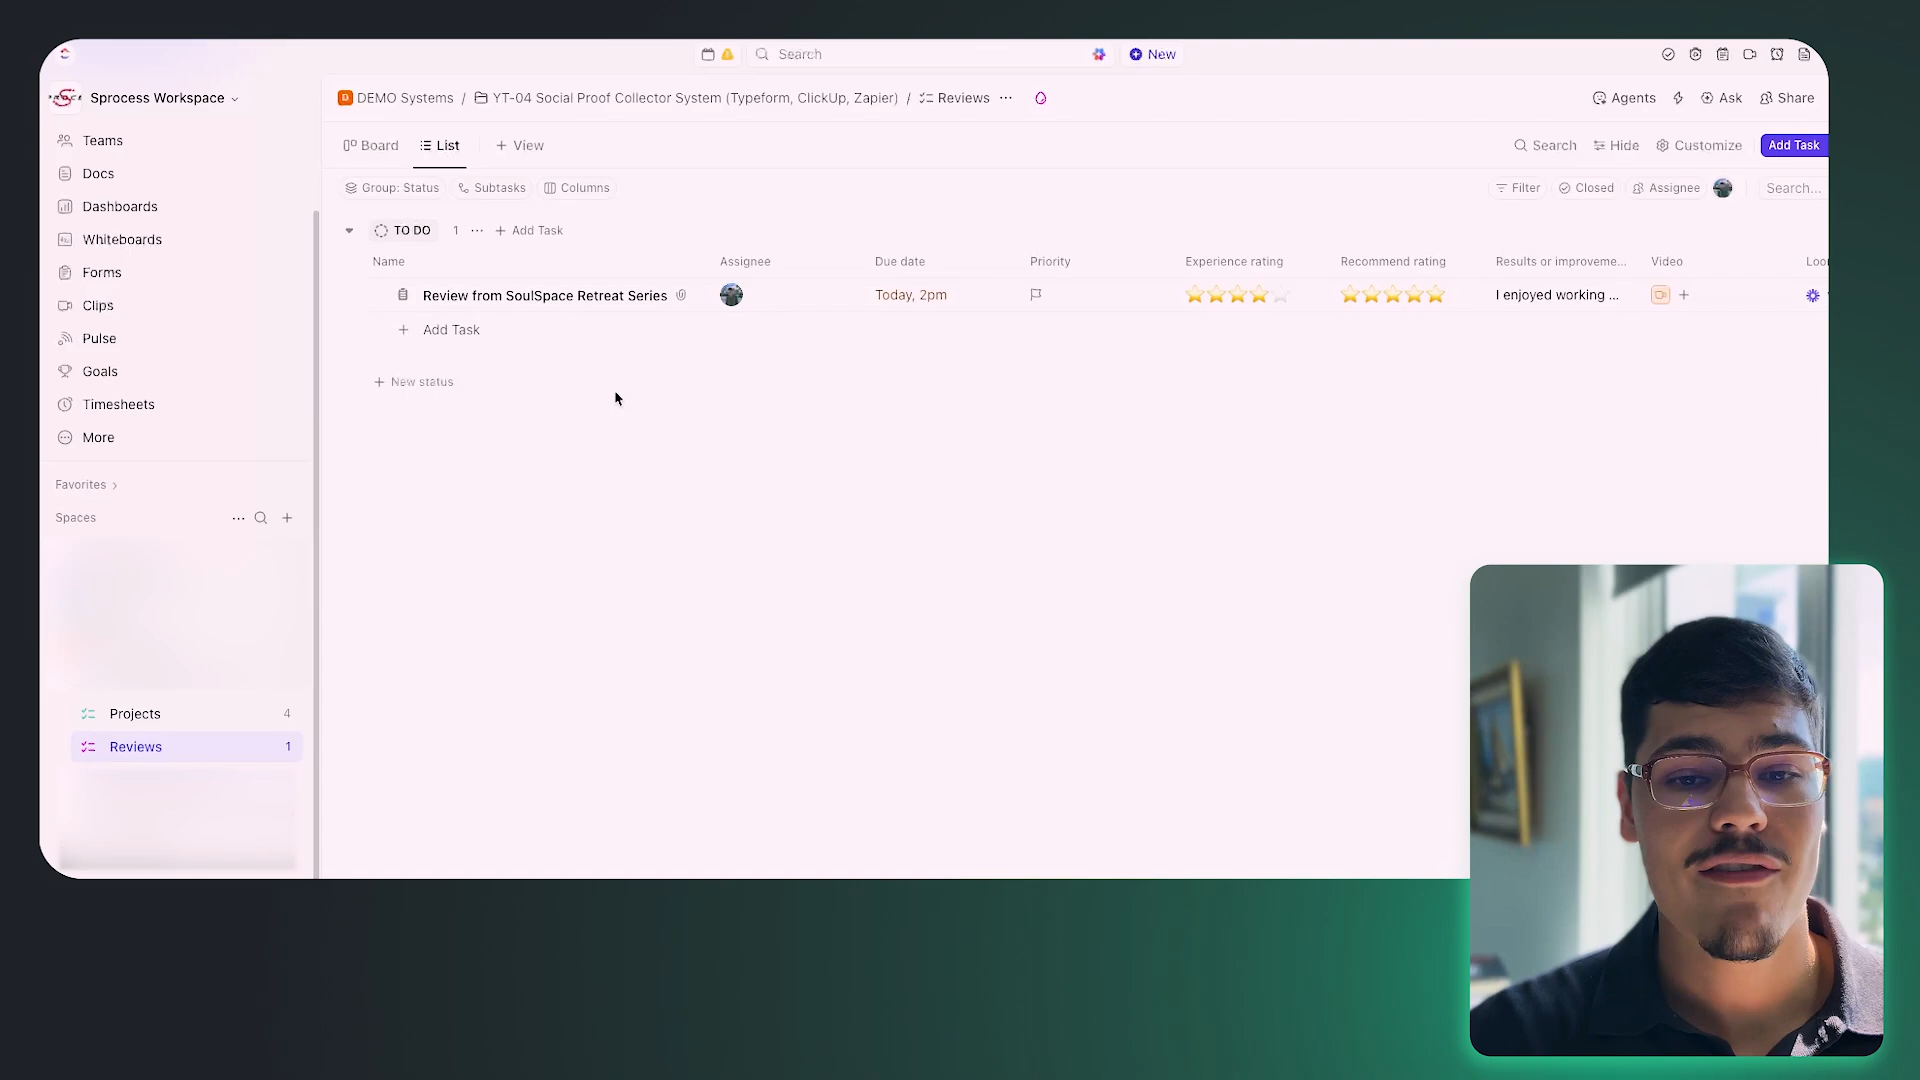 Search
New
Sprocess Workspace
DEMO Systems / YT-04 Social Proof Collector System (Typeform, ClickUp, Zapier) / Reviews ...
Agents
Ask
Share
Teams
Docs
Dashboards
Whiteboards
Forms
Clips
Pulse
Goals
Timesheets
More
Favorites
Spaces
Projects 4
Reviews 1
Board
List
+ View
Search
Hide
Customize
Add Task
Group: Status
Subtasks
Columns
Filter
Closed
Assignee
Search...
TO DO 1 ... + Add Task
Name Assignee Due date Priority Experience rating Recommend rating Results or improveme... Video
Review from SoulSpace Retreat Series Today, 2pm I enjoyed working ...
+ Add Task
+ New status